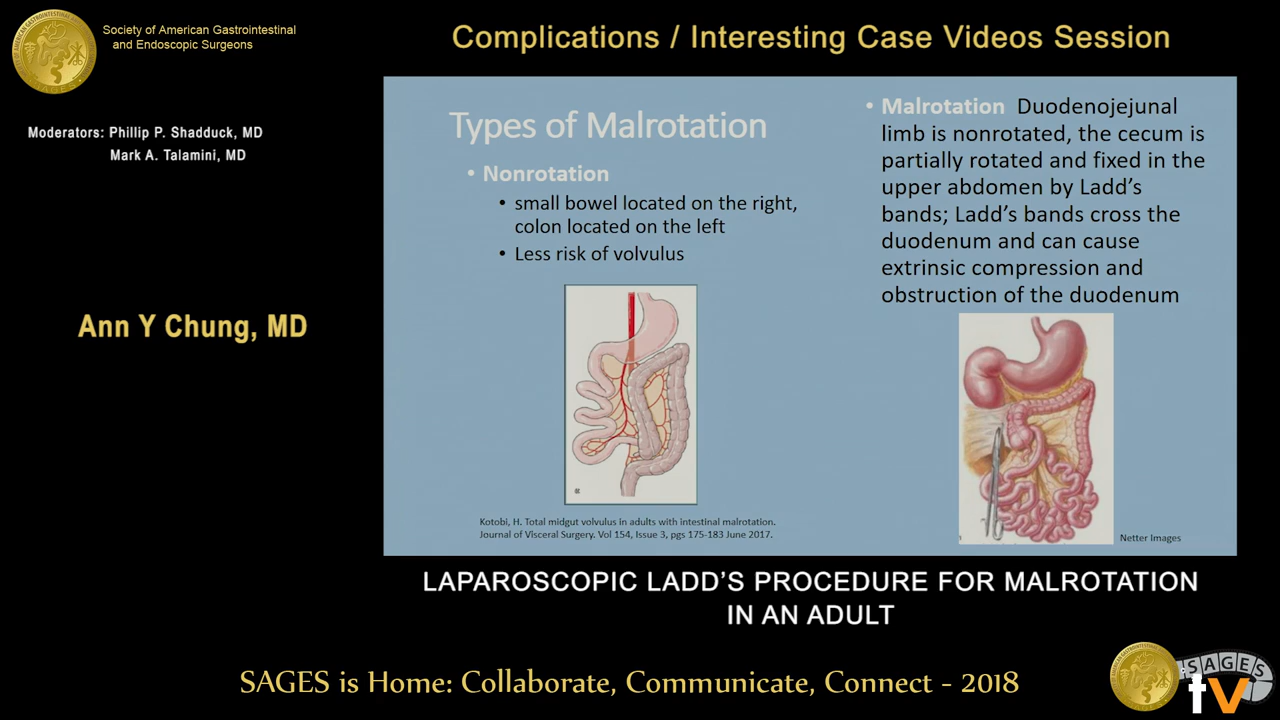 Society of American Gastrointestinal
and Endoscopic Surgeons
Complications / Interesting Case Videos Session
Moderators: Phillip P. Shadduck, MD
Mark A. Talamini, MD
Ann Y Chung, MD
Types of Malrotation
• Nonrotation
• small bowel located on the right,
colon located on the left
• Less risk of volvulus
Kotobi, H. Total midgut volvulus in adults with intestinal malrotation.
Journal of Visceral Surgery. Vol 154, Issue 3, pgs 175-183 June 2017.
• Malrotation Duodenojejunal
limb is nonrotated, the cecum is
partially rotated and fixed in the
upper abdomen by Ladd's
bands; Ladd's bands cross the
duodenum and can cause
extrinsic compression and
obstruction of the duodenum
Netter Images
LAPAROSCOPIC LADD'S PROCEDURE FOR MALROTATION
IN AN ADULT
SAGES is Home: Collaborate, Communicate, Connect - 2018
SAGES
tv